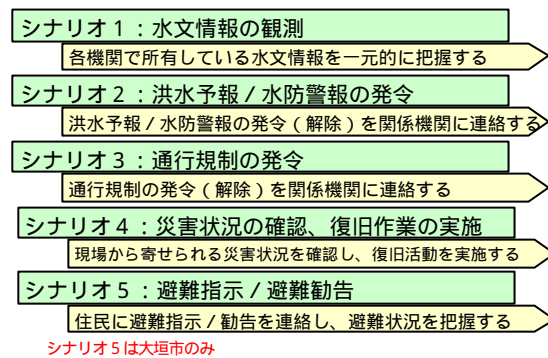 シナリオ1：水文情報の観測
各機関で所有している水文情報を一元的に把握する
シナリオ2：洪水予報/水防警報の発令
洪水予報/水防警報の発令(解除)を関係機関に連絡する
シナリオ3：通行規制の発令
通行規制の発令(解除)を関係機関に連絡する
シナリオ4：災害状況の確認、復旧作業の実施
現場から寄せられる災害状況を確認し、復旧活動を実施する
シナリオ5：避難指示/避難勧告
住民に避難指示/勧告を連絡し、避難状況を把握する
シナリオ5は大垣市のみ